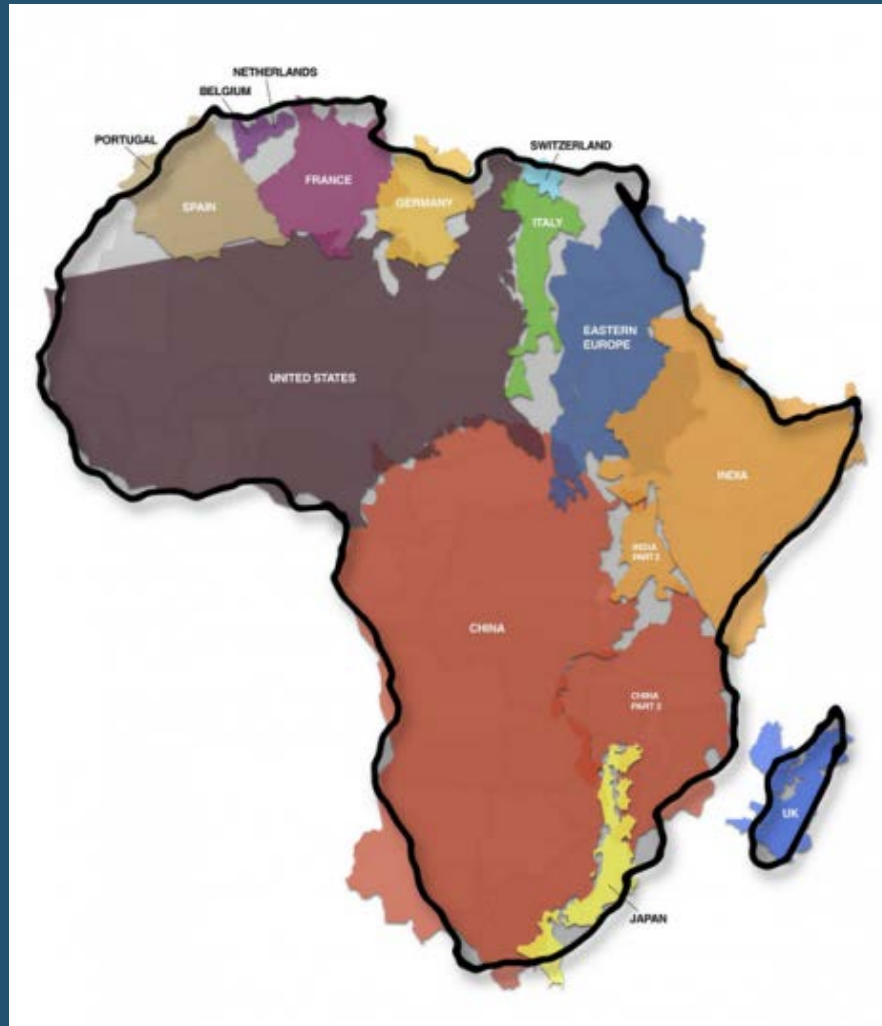 NETHERLANDS
BELGIUM
PORTUGAL
SWITZERLAND
FRANCE
SPAIN
GERMANY
ITALY
EASTERN
EUROPE
UNITED STATES
INDIA
INDIA
PART 2
CHINA
CHINA
PART 2
UK
JAPAN